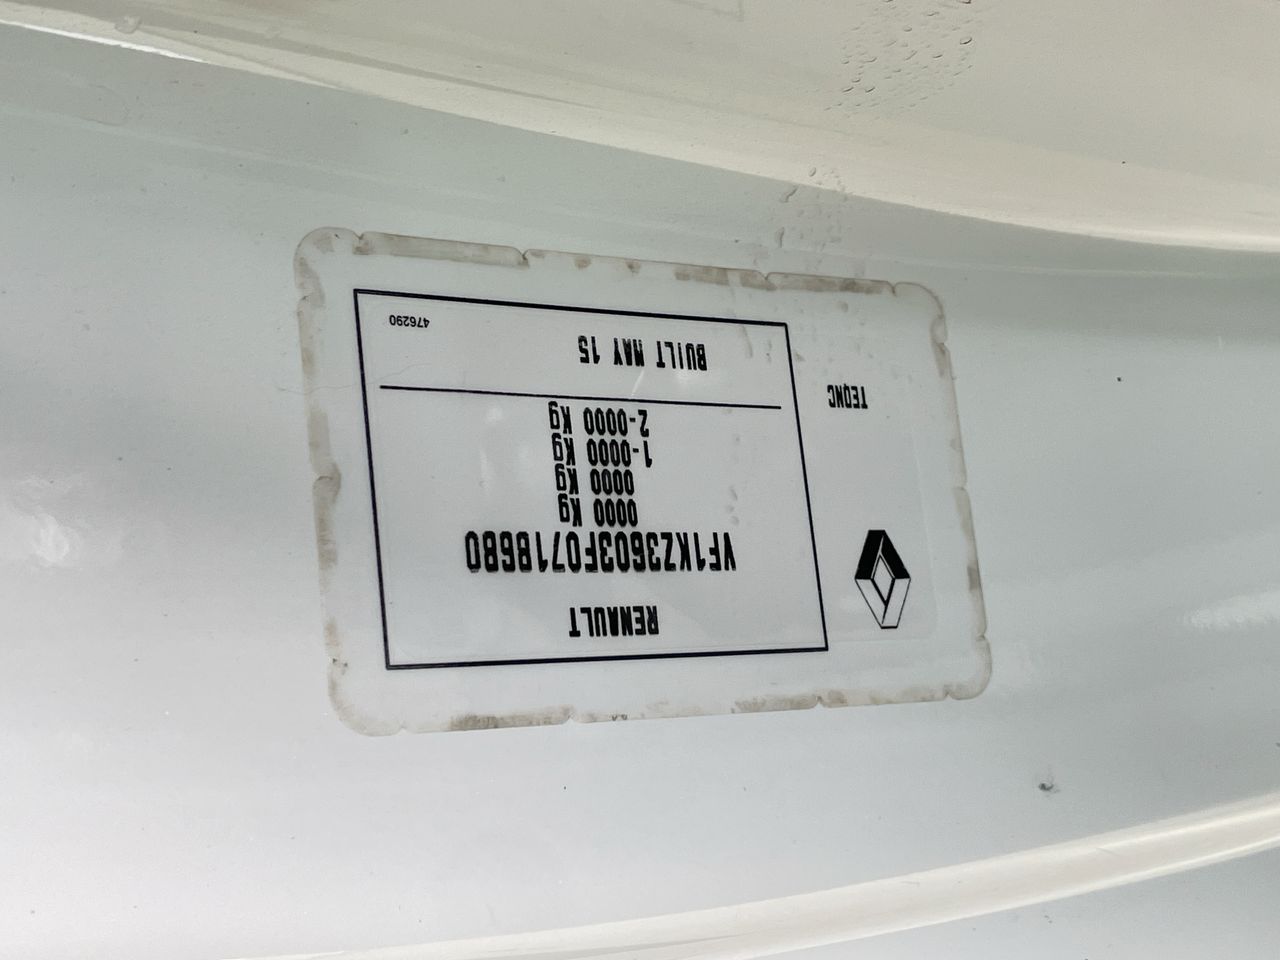 RENAULT
VF1KZ3603F0718680
0000 Kg
0000 Kg
1-0000 Kg
2-0000 Kg
TEQNC
BUILT MAY 15
476290